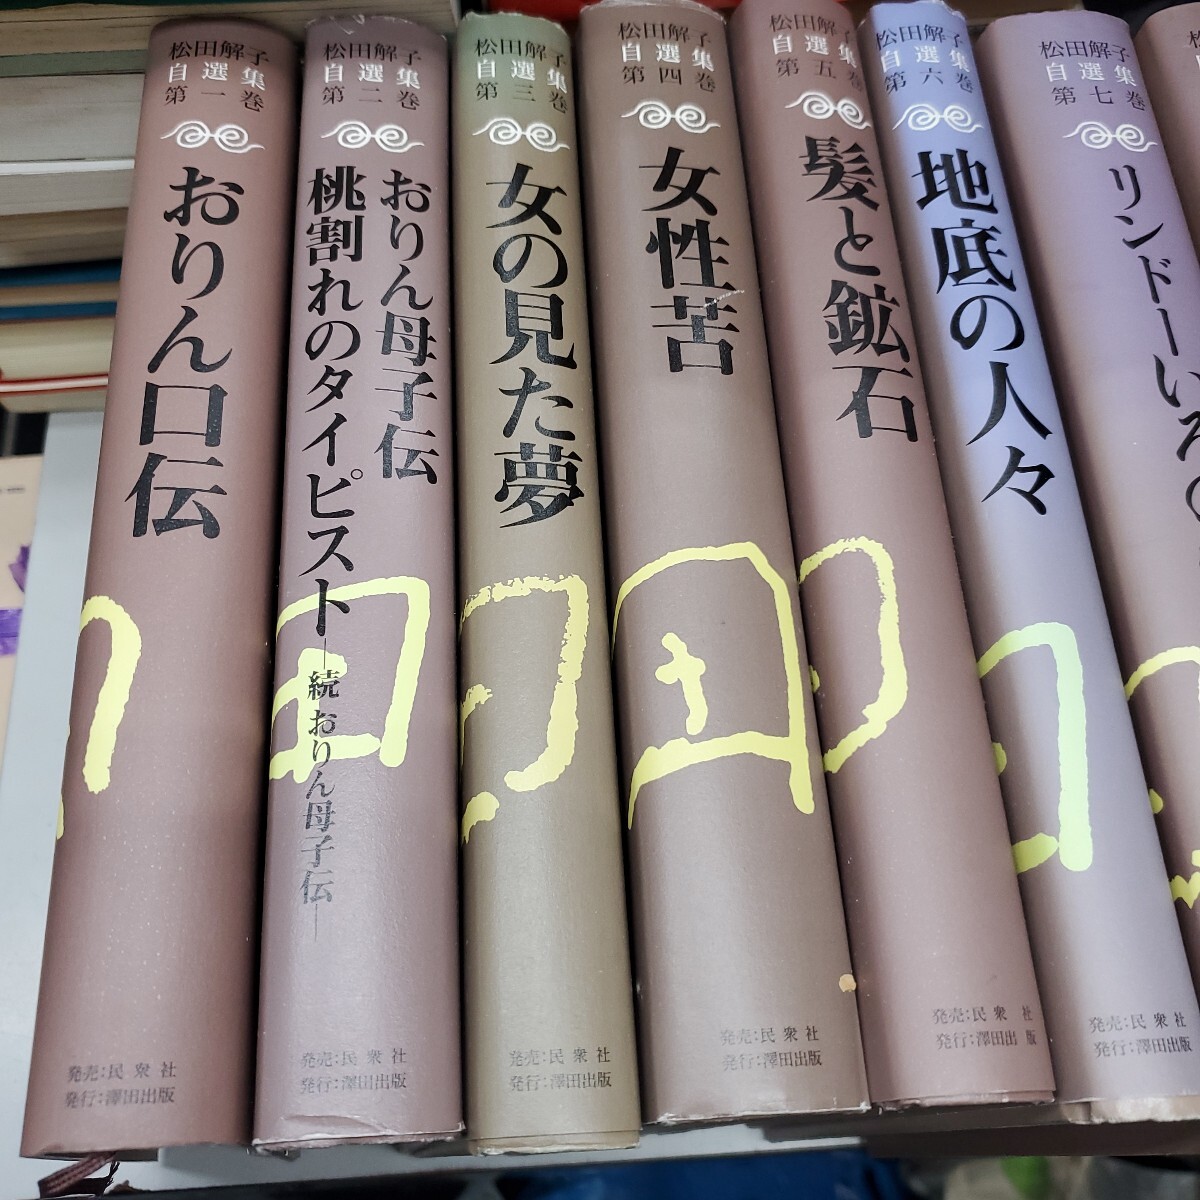 松田解子
自選集
第一巻
おりん口伝
発売:民衆社
発行:澤田出版
松田解子
自選集
第二巻
おりん母子伝
桃割れのタイピスト―続おりん母子伝―
発売:民衆社
発行:澤田出版
松田解子
自選集
第三巻
女の見た夢
発売:民衆社
発行:澤田出版
松田解子
自選集
第四巻
女性苦
発売:民衆社
発行:澤田出版
松田解子
自選集
第五巻
髪と鉱石
発売:民衆社
発行:澤田出版
松田解子
自選集
第六巻
地底の人々
発売:民衆社
発行:澤田出版
松田解子
自選集
第七巻
リンドーいろの